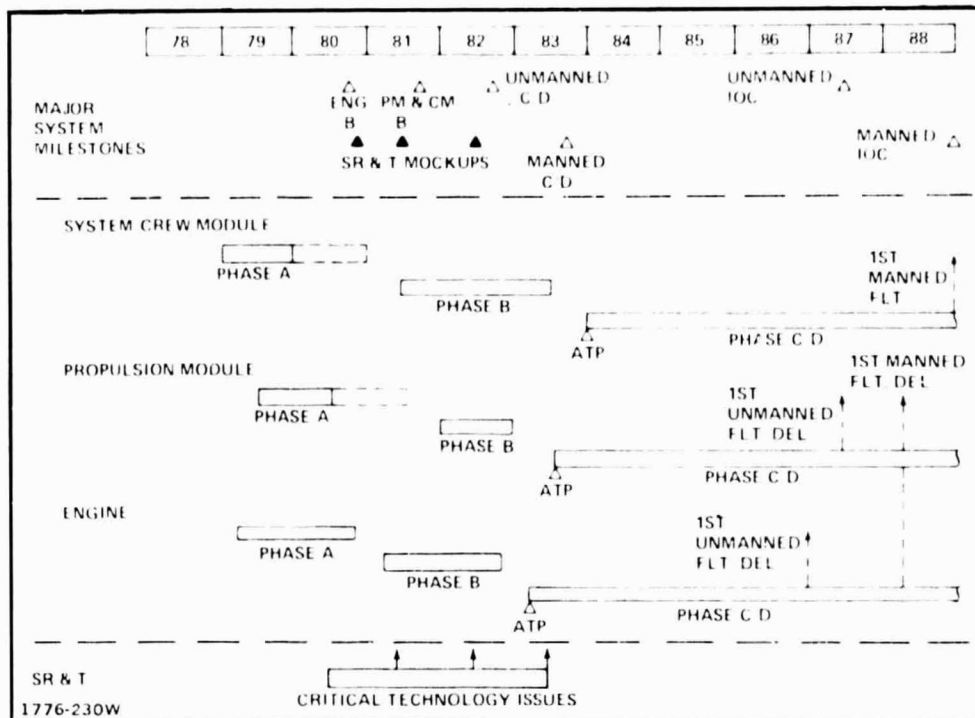 78 79 80 81 82 83 84 85 86 87 88
MAJOR
SYSTEM
MILESTONES
ENG
B
PM & CM
B
UNMANNED
C D
UNMANNED
IOC
SR & T MOCKUPS
MANNED
C D
MANNED
IOC
SYSTEM CREW MODULE
PHASE A
PHASE B
1ST
MANNED
FLT
ATP
PHASE C D
PROPULSION MODULE
PHASE A
PHASE B
1ST
UNMANNED
FLT DEL
1ST MANNED
FLT DEL
ATP
PHASE C D
ENGINE
PHASE A
PHASE B
1ST
UNMANNED
FLT DEL
ATP
PHASE C D
SR & T
CRITICAL TECHNOLOGY ISSUES
1776-230W